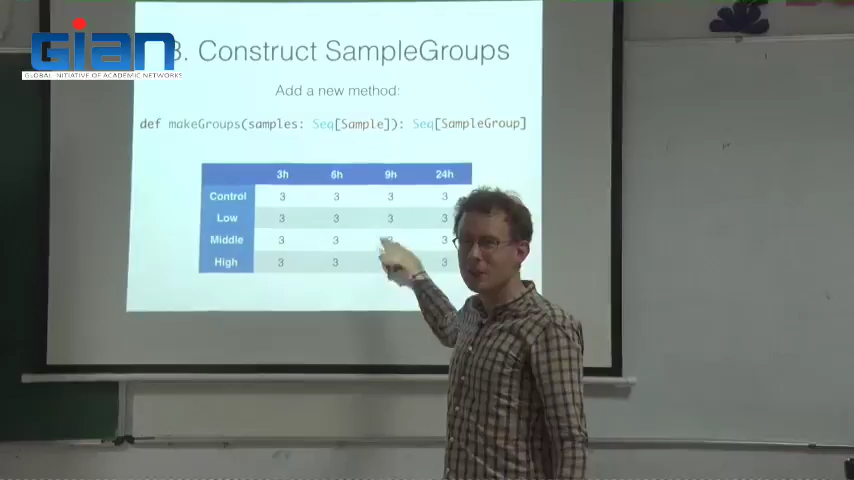 GIAN
GLOBAL INITIATIVE OF ACADEMIC NETWORKS
3. Construct SampleGroups
Add a new method:
def makeGroups(samples: Seq[Sample]): Seq[SampleGroup]
3h 6h 9h 24h
Control 3 3 3 3
Low 3 3 3 3
Middle 3 3 3
High 3 3 3